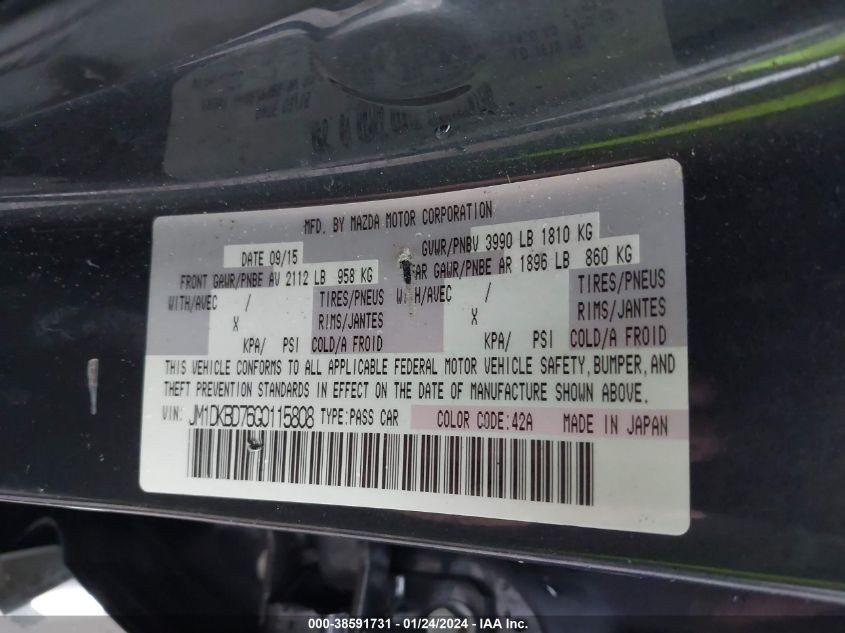 MFD. BY MAZDA MOTOR CORPORATION
DATE 09/15 GVWR/PNBV 3990 LB 1810 KG
FRONT GAWR/PNBE AV 2112 LB 958 KG GAWR/PNBE AR 1896 LB 860 KG
WITH/AVEC / TIRES/PNEUS WITH/AVEC / TIRES/PNEUS
X RIMS/JANTES X RIMS/JANTES
KPA/ PSI COLD/A FROID KPA/ PSI COLD/A FROID
THIS VEHICLE CONFORMS TO ALL APPLICABLE FEDERAL MOTOR VEHICLE SAFETY, BUMPER, AND
THEFT PREVENTION STANDARDS IN EFFECT ON THE DATE OF MANUFACTURE SHOWN ABOVE.
VIN: JM1DKBD76G0115808 TYPE:PASS CAR COLOR CODE:42A MADE IN JAPAN
000-38591731 - 01/24/2024 - IAA Inc.